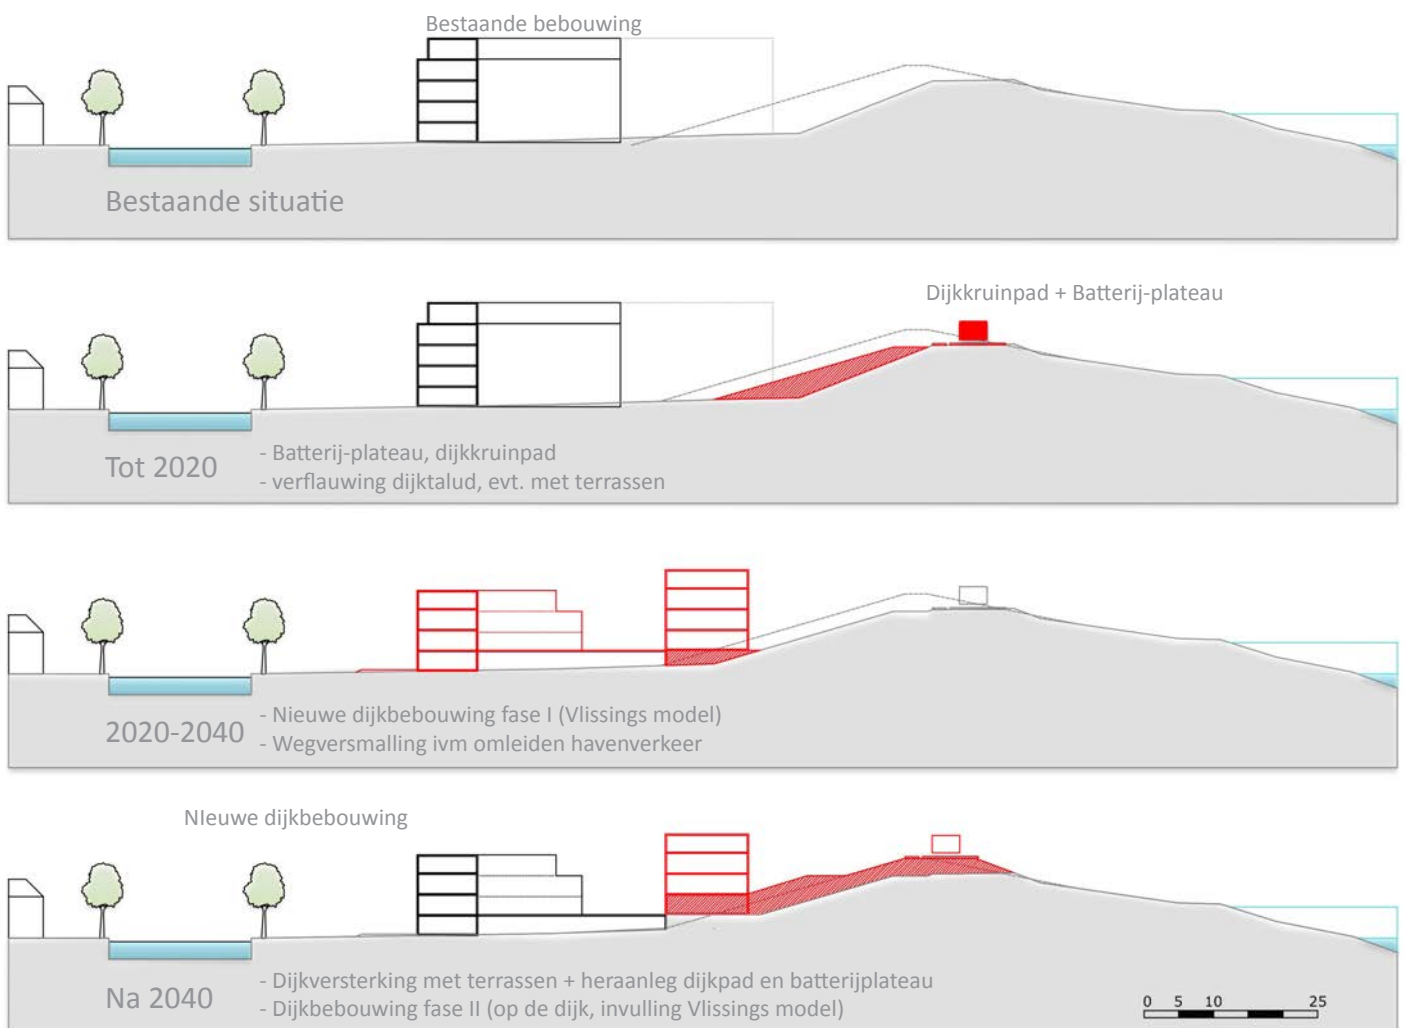 Bestaande bebouwing
Bestaande situatie
Dijkkruinpad + Batterij-plateau
Tot 2020
- Batterij-plateau, dijkkruinpad
- verflauwing dijktalud, evt. met terrassen
2020-2040
- Nieuwe dijkbebouwing fase I (Vlissings model)
- Wegversmalling ivm omleiden havenverkeer
NIeuwe dijkbebouwing
Na 2040
- Dijkversterking met terrassen + heraanleg dijkpad en batterijplateau
- Dijkbebouwing fase II (op de dijk, invulling Vlissings model)
0 5 10 25